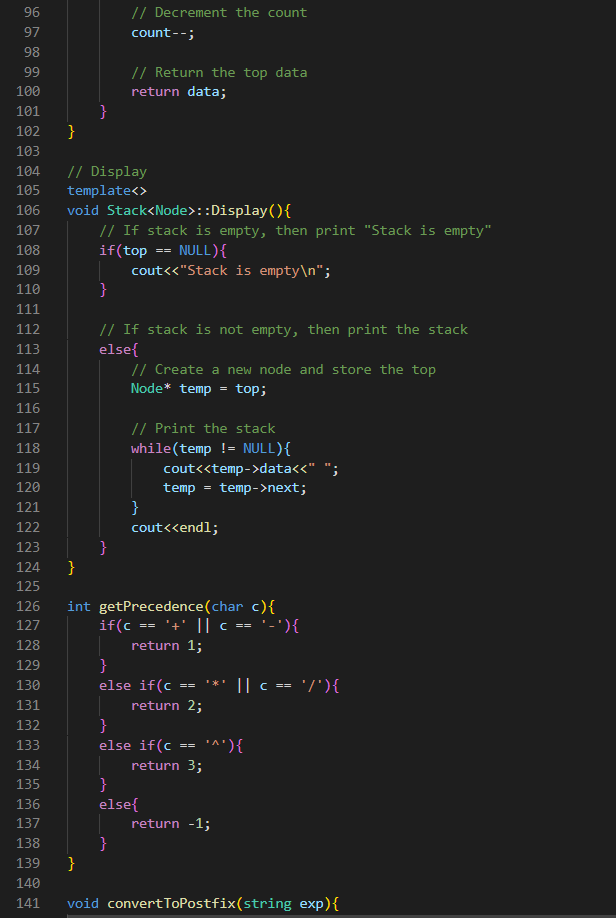 96 // Decrement the count
97 count--;
98
99 // Return the top data
100 return data;
101 }
102 }
103
104 // Display
105 template<>
106 void Stack<Node>::Display(){
107 // If stack is empty, then print "Stack is empty"
108 if(top == NULL){
109 cout<<"Stack is empty\n";
110 }
111
112 // If stack is not empty, then print the stack
113 else{
114 // Create a new node and store the top
115 Node* temp = top;
116
117 // Print the stack
118 while(temp != NULL){
119 cout<<temp->data<<" ";
120 temp = temp->next;
121 }
122 cout<<endl;
123 }
124 }
125
126 int getPrecedence(char c){
127 if(c == '+' || c == '-'){
128 return 1;
129 }
130 else if(c == '*' || c == '/'){
131 return 2;
132 }
133 else if(c == '^'){
134 return 3;
135 }
136 else{
137 return -1;
138 }
139 }
140
141 void convertToPostfix(string exp){